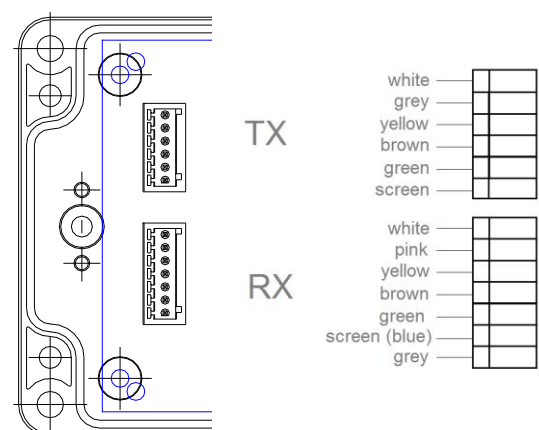 TX
white
grey
yellow
brown
green
screen
RX
white
pink
yellow
brown
green
screen (blue)
grey